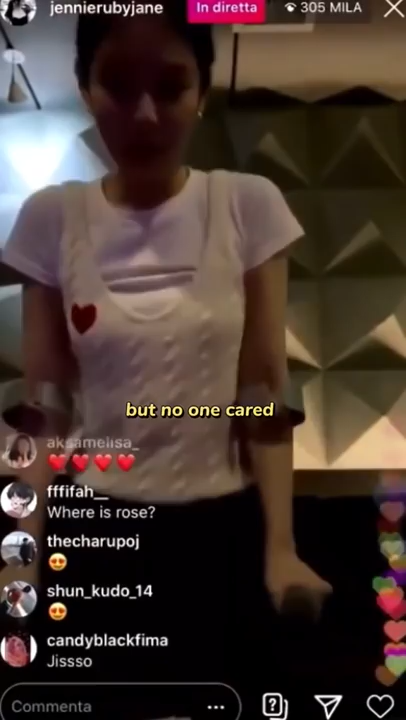 jennierubyjane
In diretta
305 MILA
but no one cared
aksamelisa_
fffifah__
Where is rose?
thecharupoj
shun_kudo_14
candyblackfima
Jissso
Commenta